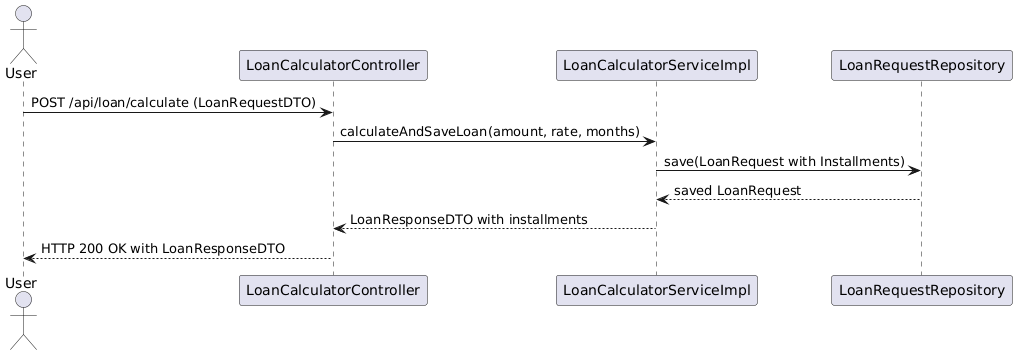 User
LoanCalculatorController
LoanCalculatorServiceImpl
LoanRequestRepository
POST /api/loan/calculate (LoanRequestDTO)
calculateAndSaveLoan(amount, rate, months)
save(LoanRequest with Installments)
saved LoanRequest
LoanResponseDTO with installments
HTTP 200 OK with LoanResponseDTO
User
LoanCalculatorController
LoanCalculatorServiceImpl
LoanRequestRepository